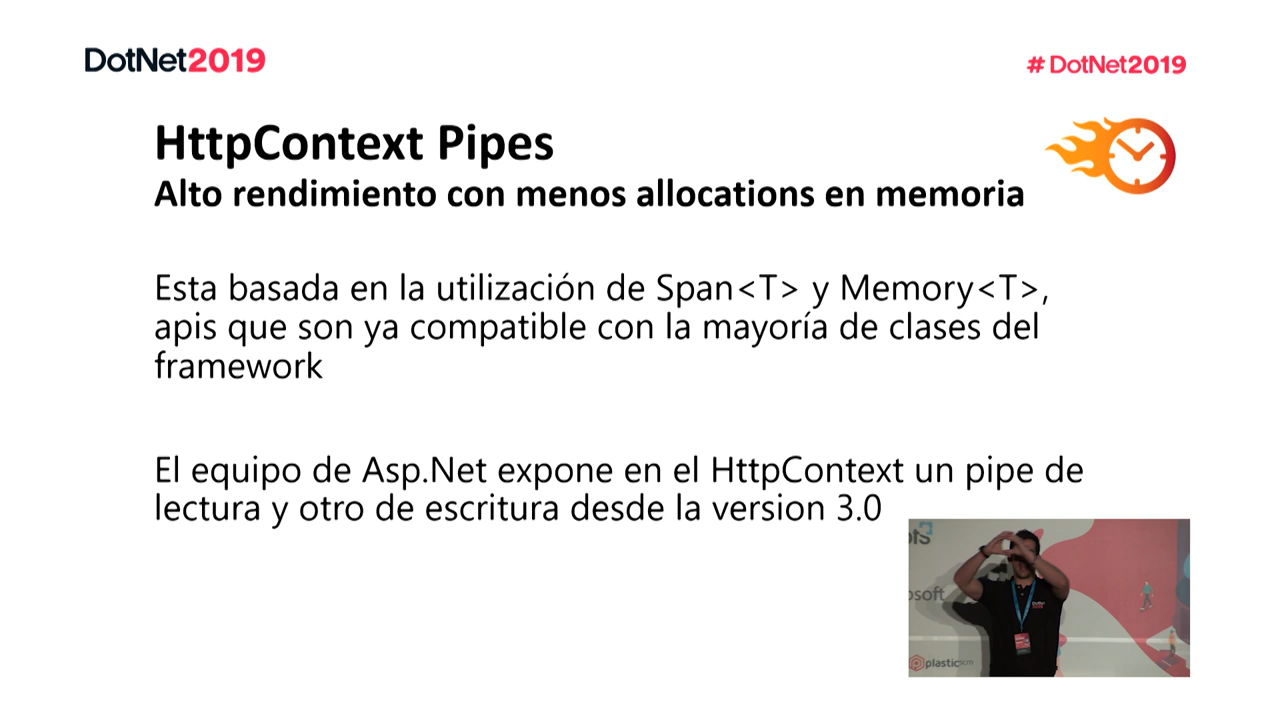 DotNet2019
# DotNet2019
HttpContext Pipes
Alto rendimiento con menos allocations en memoria
Esta basada en la utilización de Span<T> y Memory<T>,
apis que son ya compatible con la mayoría de clases del
framework
El equipo de Asp.Net expone en el HttpContext un pipe de
lectura y otro de escritura desde la version 3.0
osoft
plastic